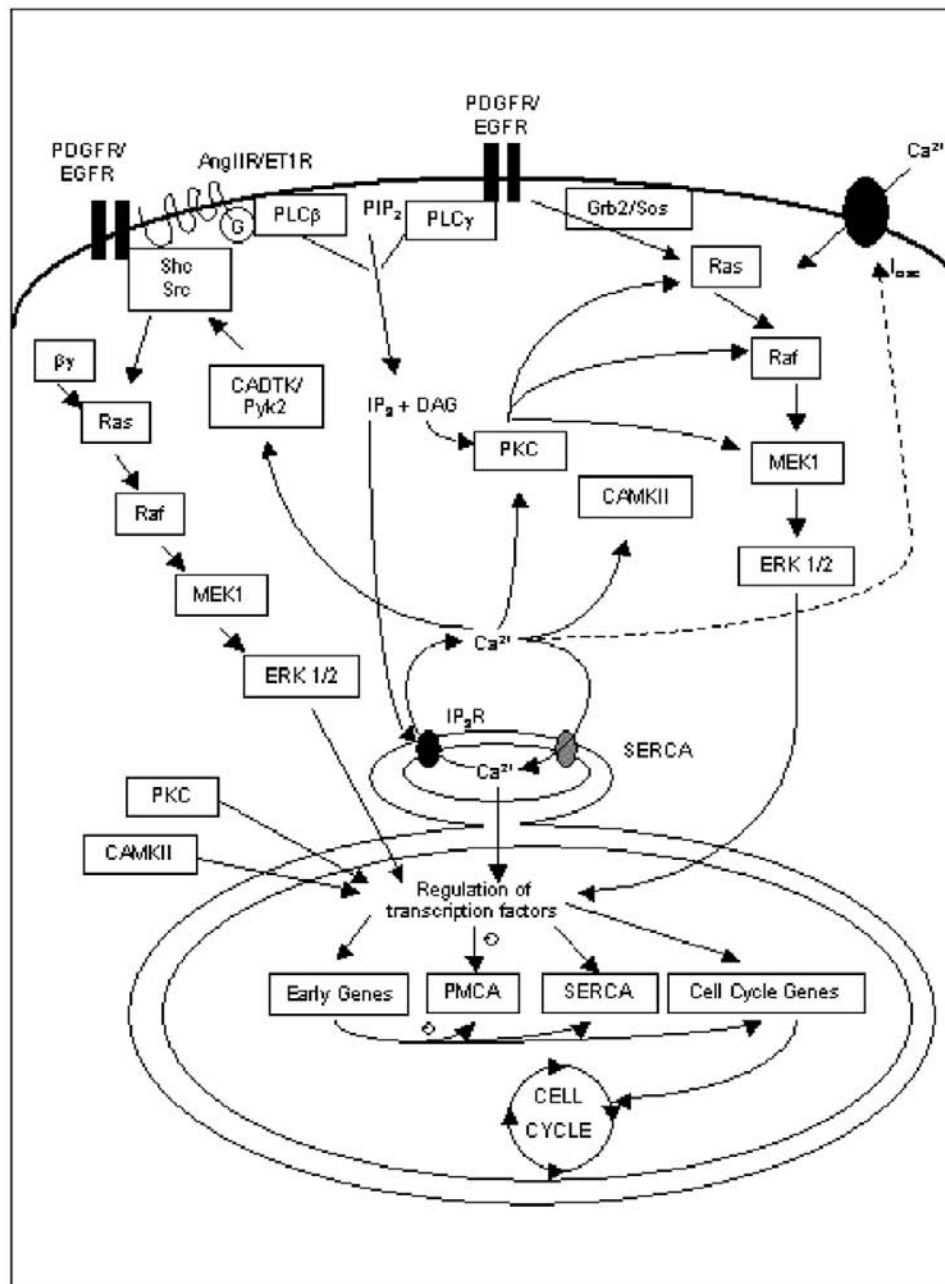 PDGFR/
EGFR
PDGFR/
EGFR
AngIIR/ET1R
Ca²⁺
G
PLCβ
PIP₂
PLCγ
Grb2/Sos
Shc
Src
Ras
βγ
CADTK/
Pyk2
Raf
Ras
IP₃ + DAG
PKC
MEK1
CAMKII
Raf
ERK 1/2
MEK1
Ca²⁺
ERK 1/2
IP₃R
SERCA
Ca²⁺
PKC
CAMKII
Regulation of
transcription factors
Early Genes
PMCA
SERCA
Cell Cycle Genes
CELL
CYCLE